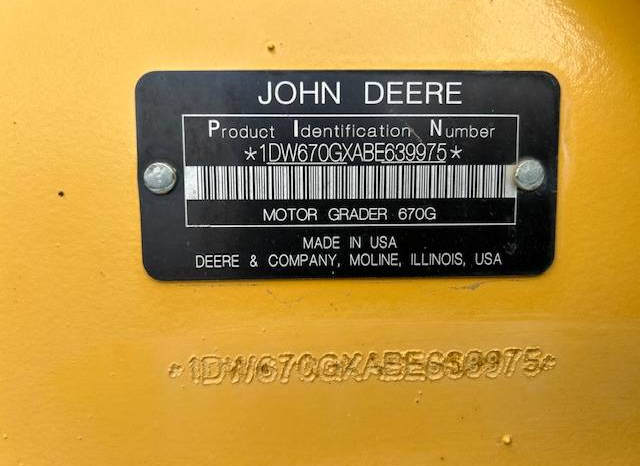 JOHN DEERE
Product Identification Number
*1DW670GXABE639975*
MOTOR GRADER 670G
MADE IN USA
DEERE & COMPANY, MOLINE, ILLINOIS, USA
*1DW670GXABE639975*